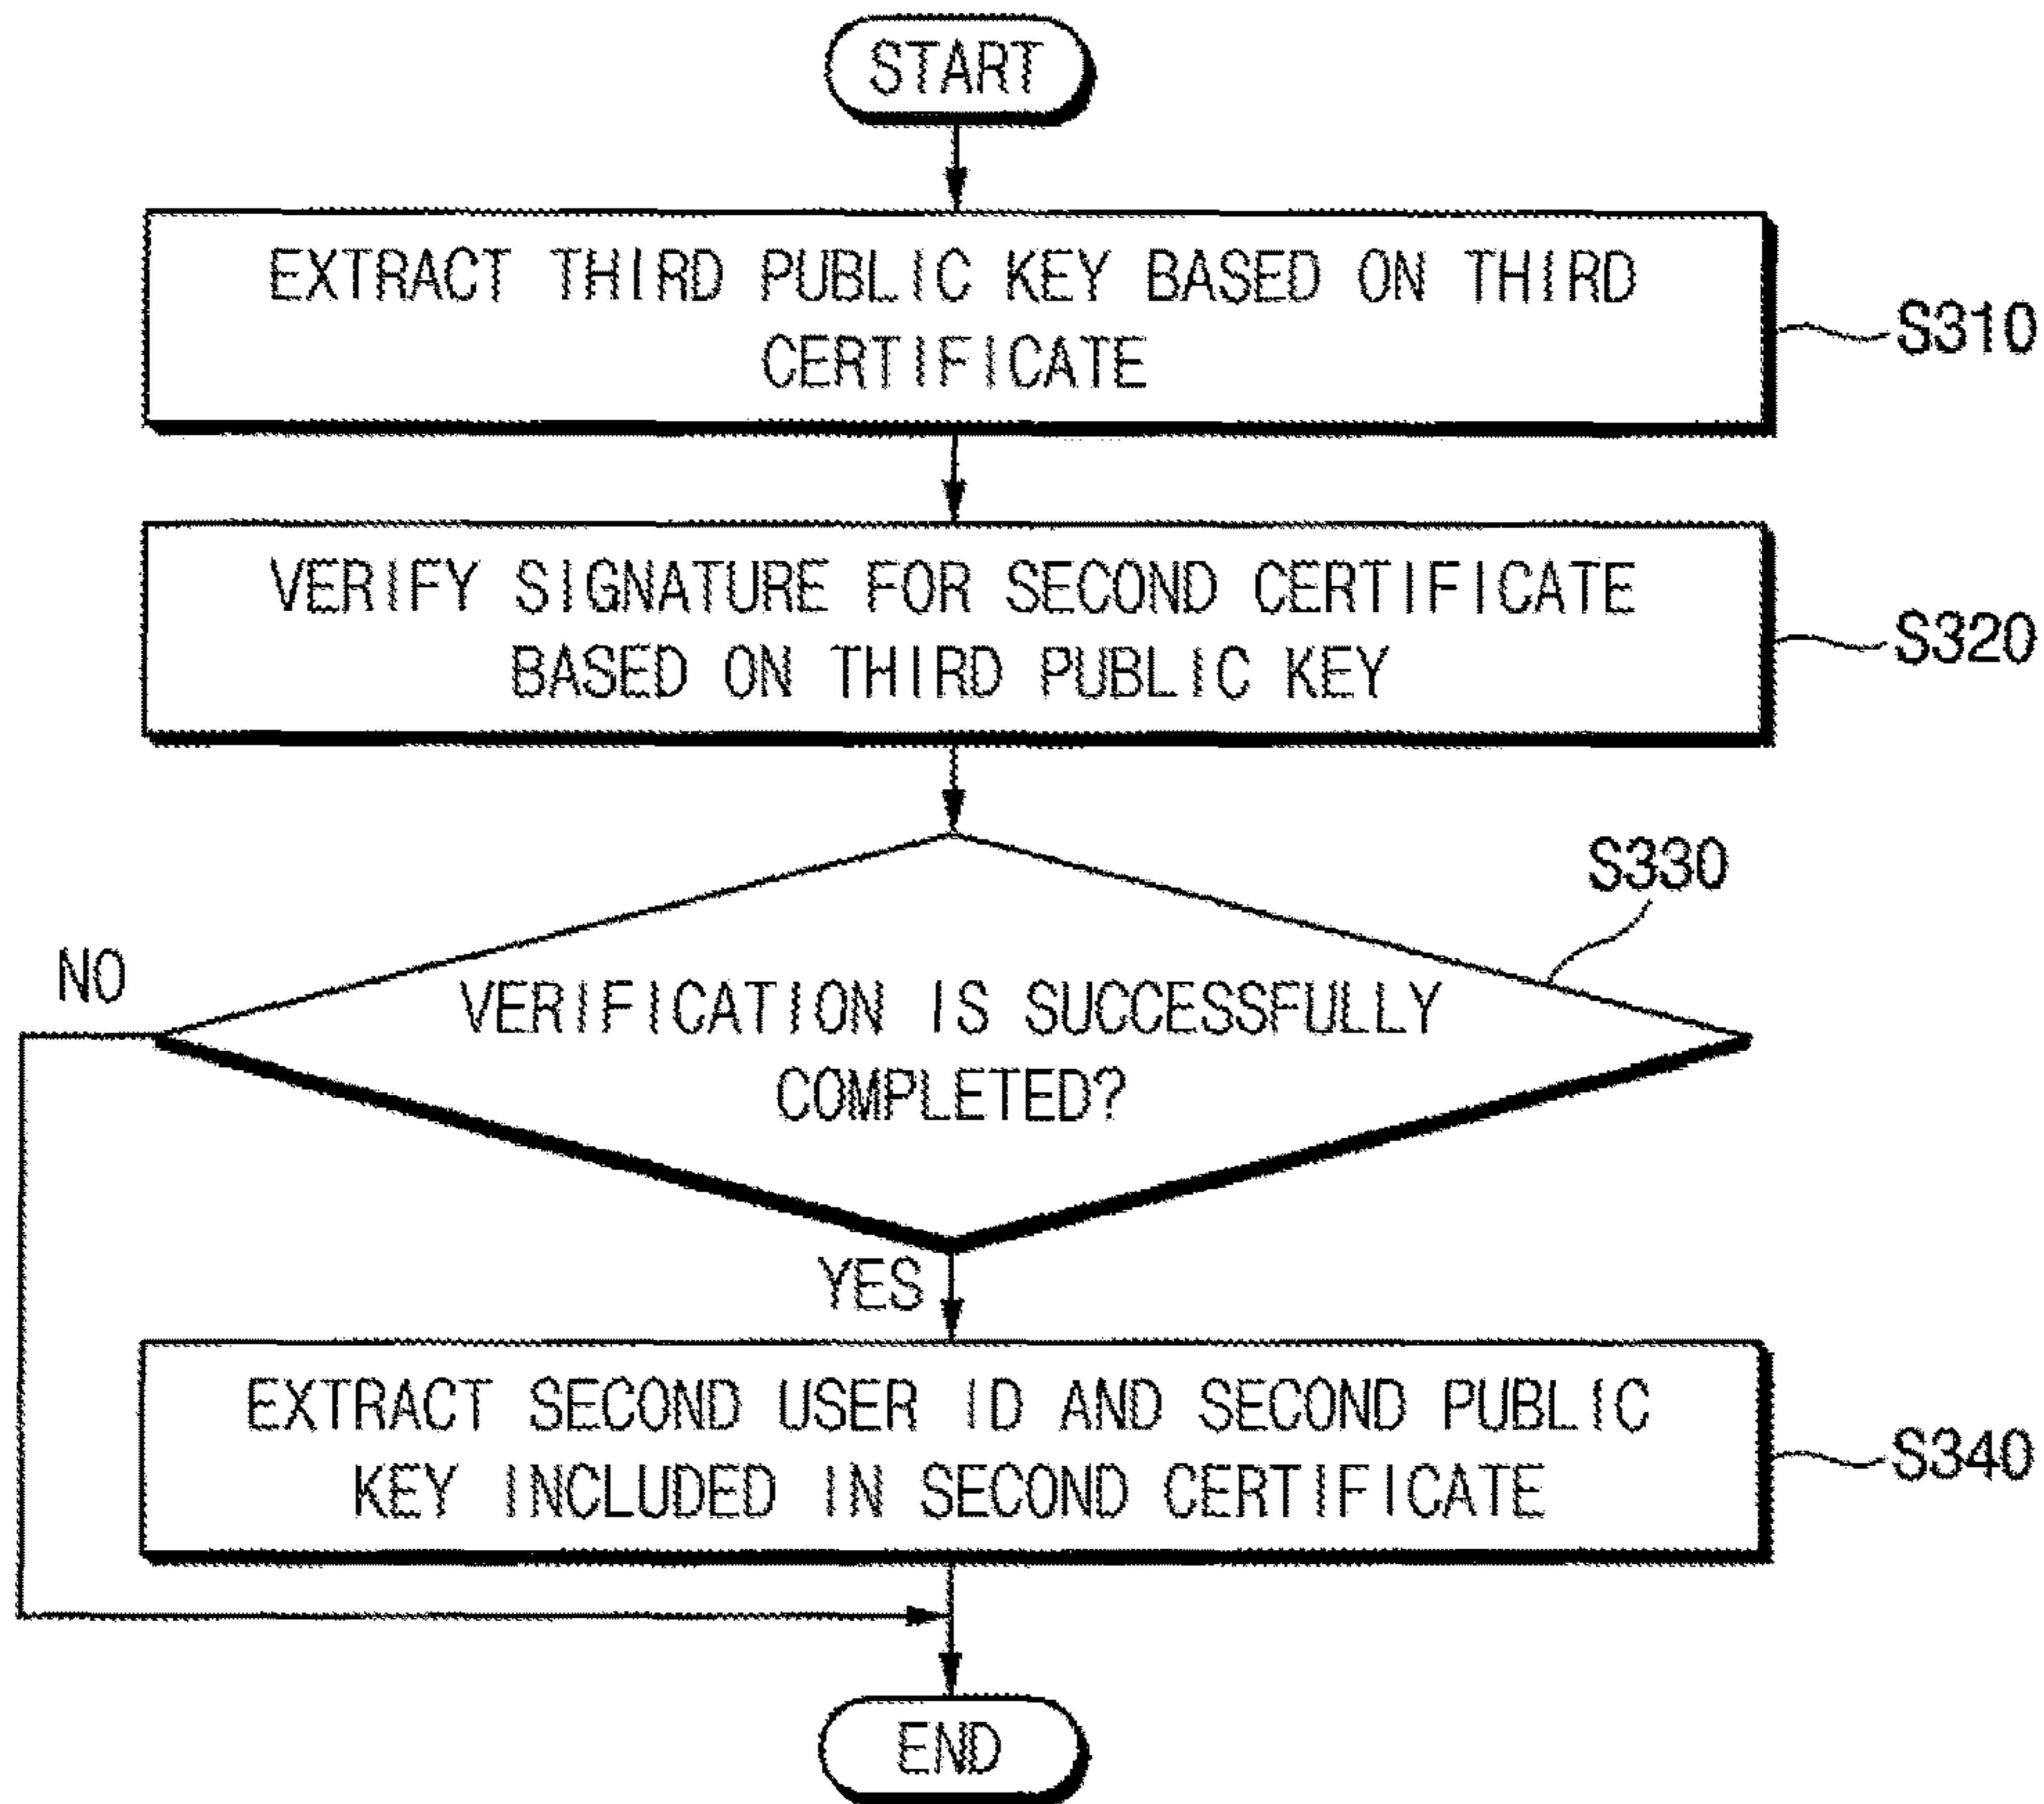 START
EXTRACT THIRD PUBLIC KEY BASED ON THIRD
CERTIFICATE
S310
VERIFY SIGNATURE FOR SECOND CERTIFICATE
BASED ON THIRD PUBLIC KEY
S320
S330
NO
VERIFICATION IS SUCCESSFULLY
COMPLETED?
YES
EXTRACT SECOND USER ID AND SECOND PUBLIC
KEY INCLUDED IN SECOND CERTIFICATE
S340
END